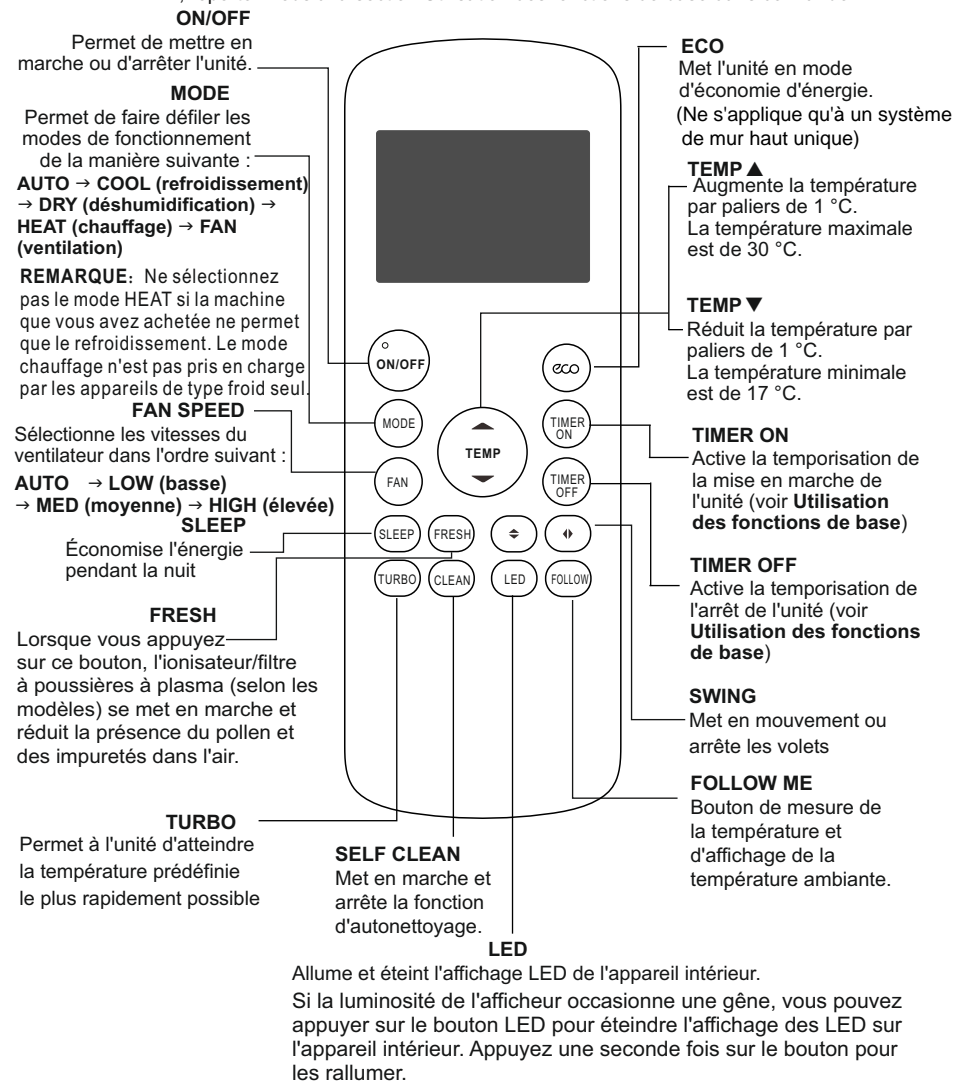 ON/OFF
Permet de mettre en
marche ou d'arrêter l'unité.
MODE
Permet de faire défiler les
modes de fonctionnement
de la manière suivante :
AUTO → COOL (refroidissement)
→ DRY (déshumidification) →
HEAT (chauffage) → FAN
(ventilation)
REMARQUE: Ne sélectionnez
pas le mode HEAT si la machine
que vous avez achetée ne permet
que le refroidissement. Le mode
chauffage n'est pas pris en charge
par les appareils de type froid seul.
FAN SPEED
Sélectionne les vitesses du
ventilateur dans l'ordre suivant :
AUTO → LOW (basse)
→ MED (moyenne) → HIGH (élevée)
SLEEP
Économise l'énergie
pendant la nuit
FRESH
Lorsque vous appuyez
sur ce bouton, l'ionisateur/filtre
à poussières à plasma (selon les
modèles) se met en marche et
réduit la présence du pollen et
des impuretés dans l'air.
TURBO
Permet à l'unité d'atteindre
la température prédéfinie
le plus rapidement possible
ON/OFF
eco
MODE
TEMP
TIMER
ON
FAN
TIMER
OFF
SLEEP
FRESH
TURBO
CLEAN
LED
FOLLOW
ECO
Met l'unité en mode
d'économie d'énergie.
(Ne s'applique qu'à un système
de mur haut unique)
TEMP ▲
Augmente la température
par paliers de 1 °C.
La température maximale
est de 30 °C.
TEMP ▼
Réduit la température par
paliers de 1 °C.
La température minimale
est de 17 °C.
TIMER ON
Active la temporisation de
la mise en marche de
l'unité (voir Utilisation
des fonctions de base)
TIMER OFF
Active la temporisation de
l'arrêt de l'unité (voir
Utilisation des fonctions
de base)
SWING
Met en mouvement ou
arrête les volets
FOLLOW ME
Bouton de mesure de
la température et
d'affichage de la
température ambiante.
SELF CLEAN
Met en marche et
arrête la fonction
d'autonettoyage.
LED
Allume et éteint l'affichage LED de l'appareil intérieur.
Si la luminosité de l'afficheur occasionne une gêne, vous pouvez
appuyer sur le bouton LED pour éteindre l'affichage des LED sur
l'appareil intérieur. Appuyez une seconde fois sur le bouton pour
les rallumer.